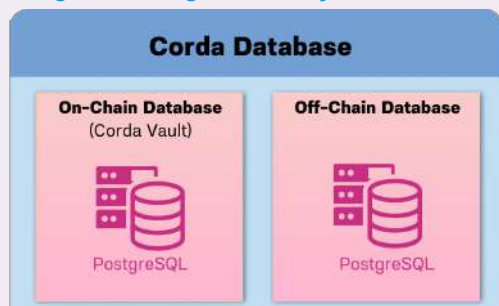 Corda Database
On-Chain Database
(Corda Vault)
PostgreSQL
Off-Chain Database
PostgreSQL